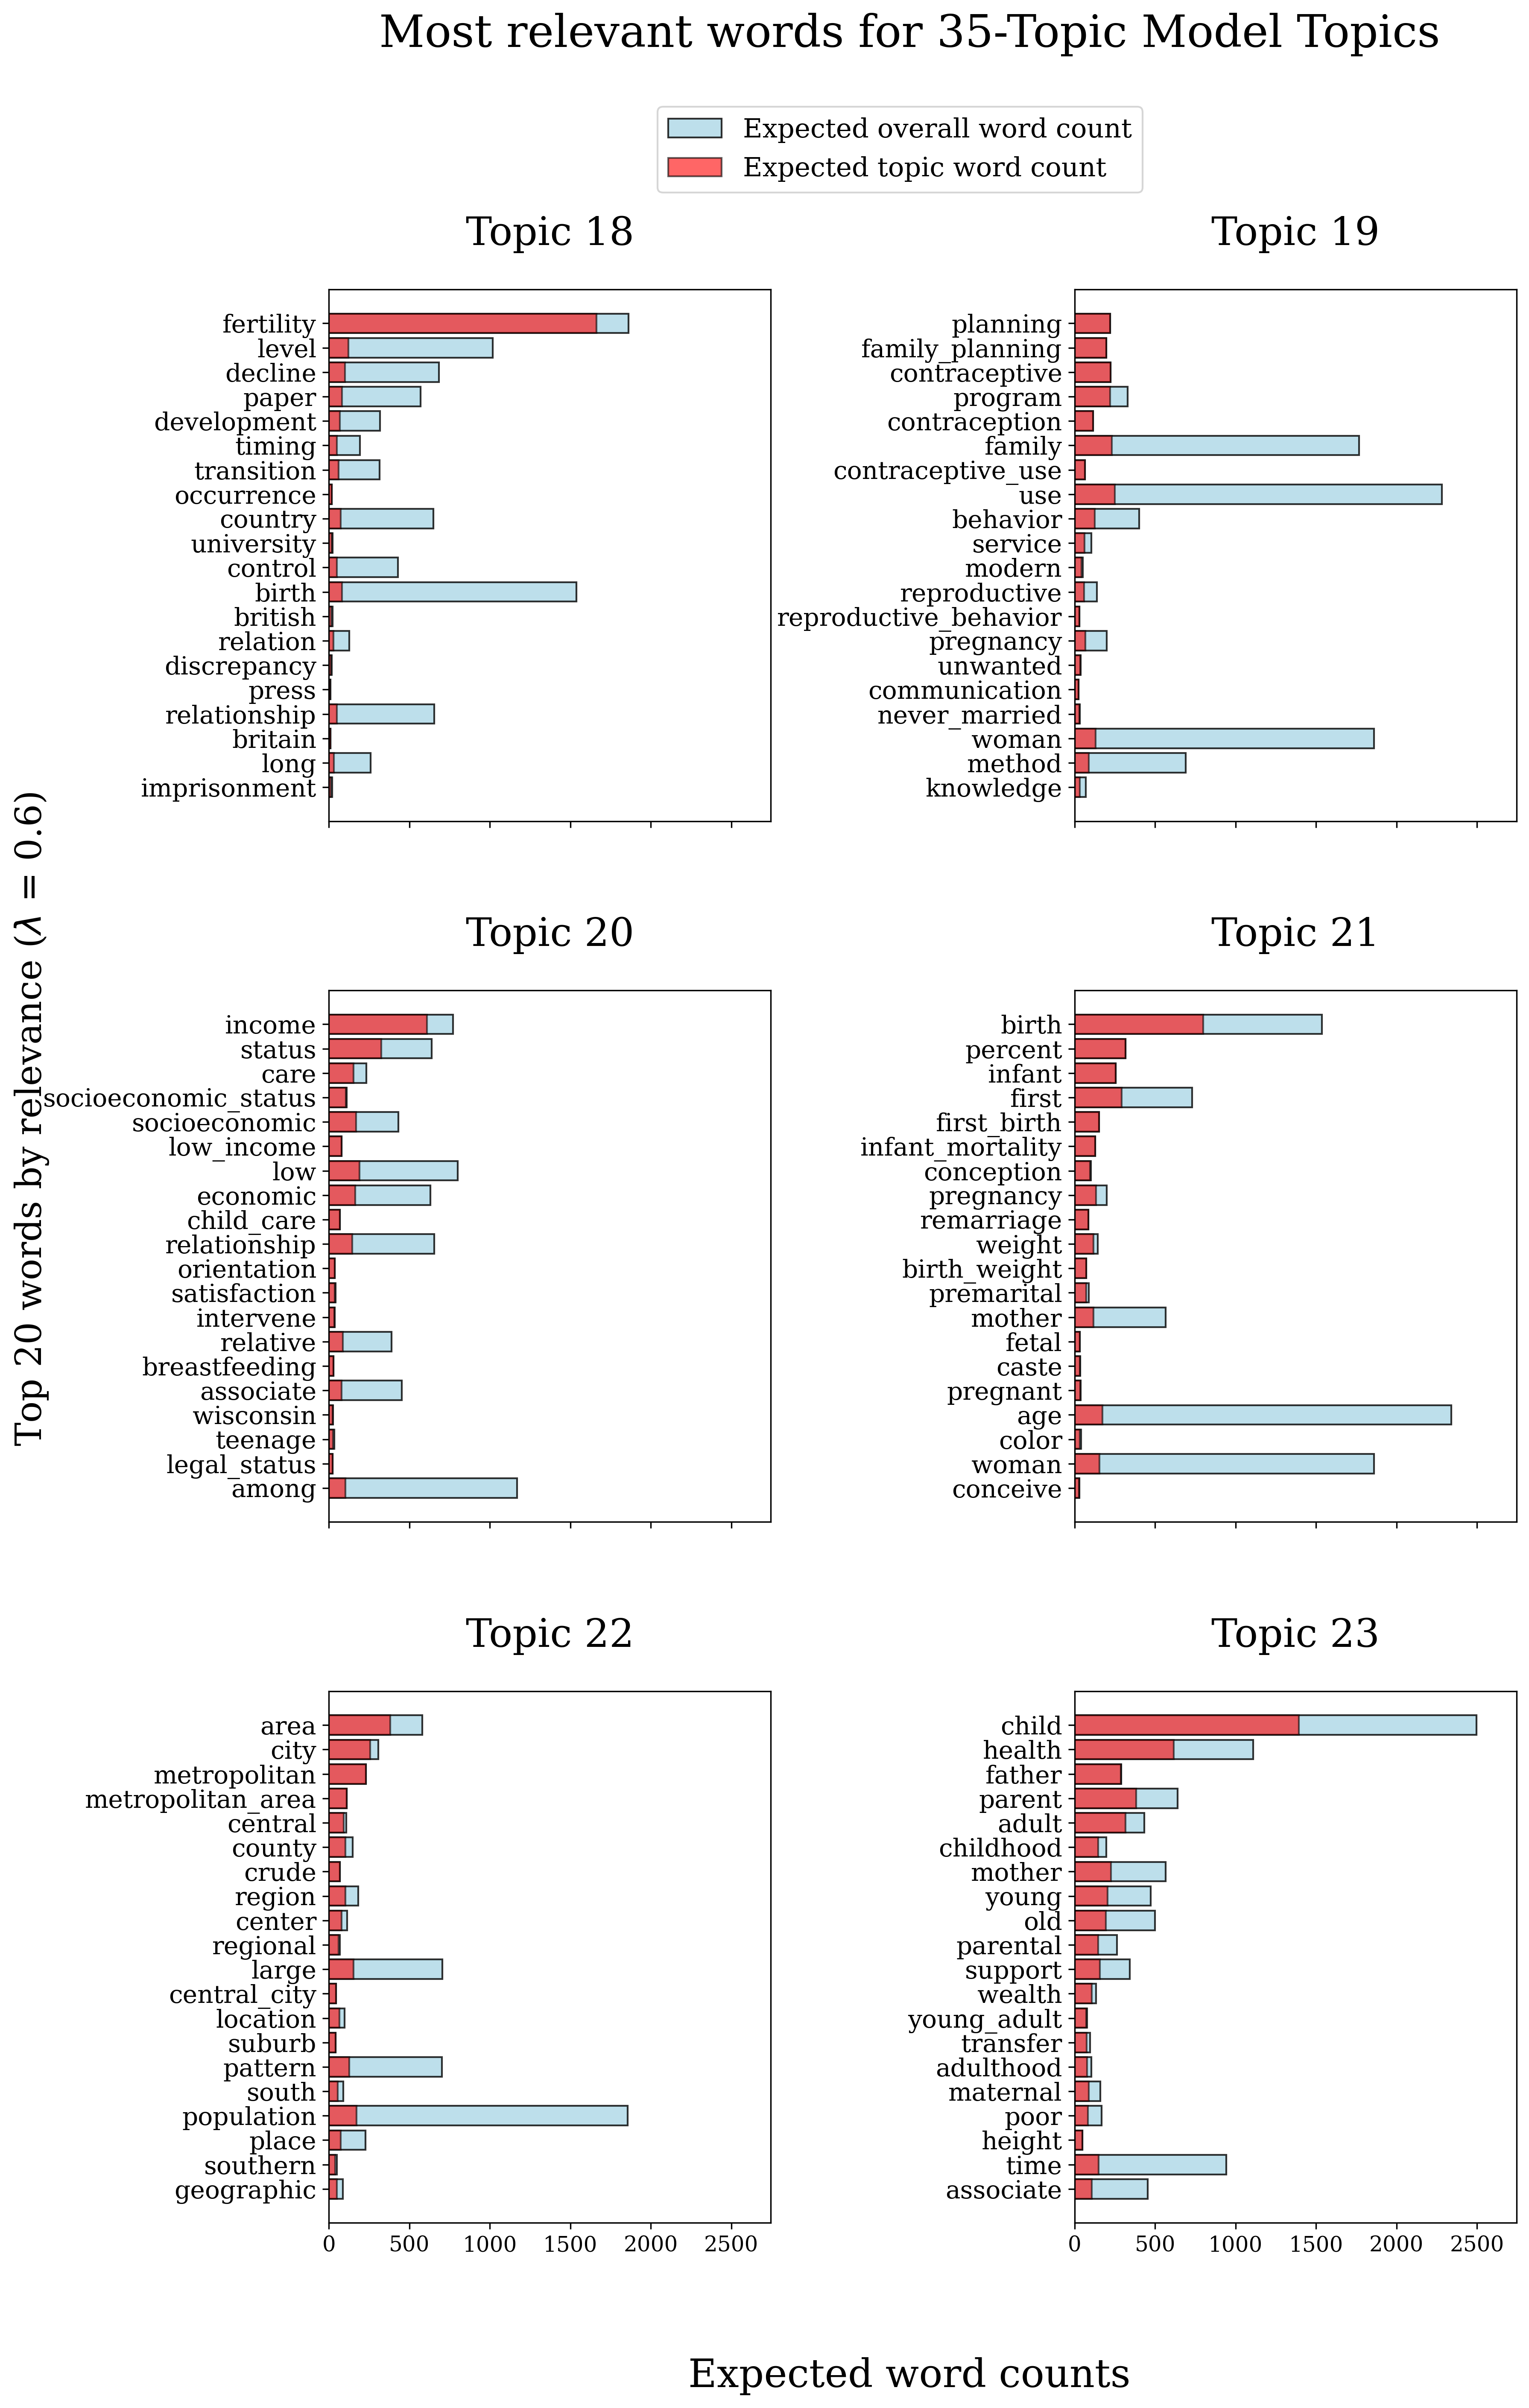 Most relevant words for 35-Topic Model Topics
Expected overall word count
Expected topic word count
Top 20 words by relevance (λ = 0.6)
Topic 18
fertility
level
decline
paper
development
timing
transition
occurrence
country
university
control
birth
british
relation
discrepancy
press
relationship
britain
long
imprisonment
Topic 19
planning
family_planning
contraceptive
program
contraception
family
contraceptive_use
use
behavior
service
modern
reproductive
reproductive_behavior
pregnancy
unwanted
communication
never_married
woman
method
knowledge
Topic 20
income
status
care
socioeconomic_status
socioeconomic
low_income
low
economic
child_care
relationship
orientation
satisfaction
intervene
relative
breastfeeding
associate
wisconsin
teenage
legal_status
among
Topic 21
birth
percent
infant
first
first_birth
infant_mortality
conception
pregnancy
remarriage
weight
birth_weight
premarital
mother
fetal
caste
pregnant
age
color
woman
conceive
Topic 22
area
city
metropolitan
metropolitan_area
central
county
crude
region
center
regional
large
central_city
location
suburb
pattern
south
population
place
southern
geographic
0 500 1000 1500 2000 2500
Topic 23
child
health
father
parent
adult
childhood
mother
young
old
parental
support
wealth
young_adult
transfer
adulthood
maternal
poor
height
time
associate
0 500 1000 1500 2000 2500
Expected word counts